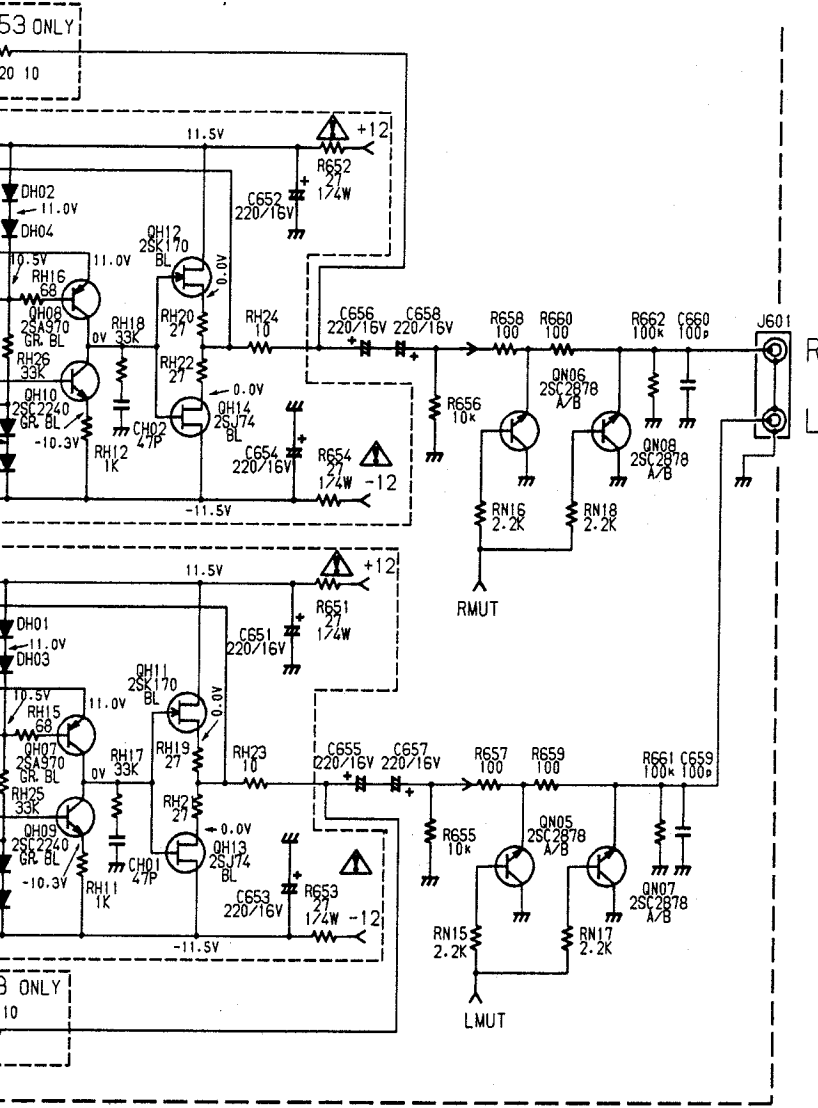 53 ONLY
20 10
11.5V
+12
R652
27
1/4W
C652
220/16V
DH02
11.0V
DH04
QH12
2SK170
BL
0.0V
10.5V
11.0V
RH16
68
QH08
2SA970
GR. BL
0V
RH18
33K
RH20
27
RH24
10
C656
220/16V
C658
220/16V
R658
100
R660
100
R662
100k
C660
100p
J601
R
RH26
33K
RH22
27
QH10
2SC2240
GR. BL
-10.3V
RH12
1K
CH02
47P
0.0V
QH14
2SJ74
BL
C654
220/16V
R654
27
1/4W
-12
-11.5V
R656
10k
QN06
2SC2878
A/B
QN08
2SC2878
A/B
L
RN16
2.2K
RN18
2.2K
RMUT
11.5V
+12
R651
27
1/4W
C651
220/16V
DH01
11.0V
DH03
QH11
2SK170
BL
0.0V
10.5V
11.0V
RH15
68
QH07
2SA970
GR. BL
0V
RH17
33K
RH19
27
RH23
10
C655
220/16V
C657
220/16V
R657
100
R659
100
R661
100k
C659
100p
RH25
33K
RH21
27
QH09
2SC2240
GR. BL
-10.3V
RH11
1K
CH01
47P
0.0V
QH13
2SJ74
BL
C653
220/16V
R653
27
1/4W
-12
-11.5V
R655
10k
QN05
2SC2878
A/B
QN07
2SC2878
A/B
RN15
2.2K
RN17
2.2K
LMUT
3 ONLY
10